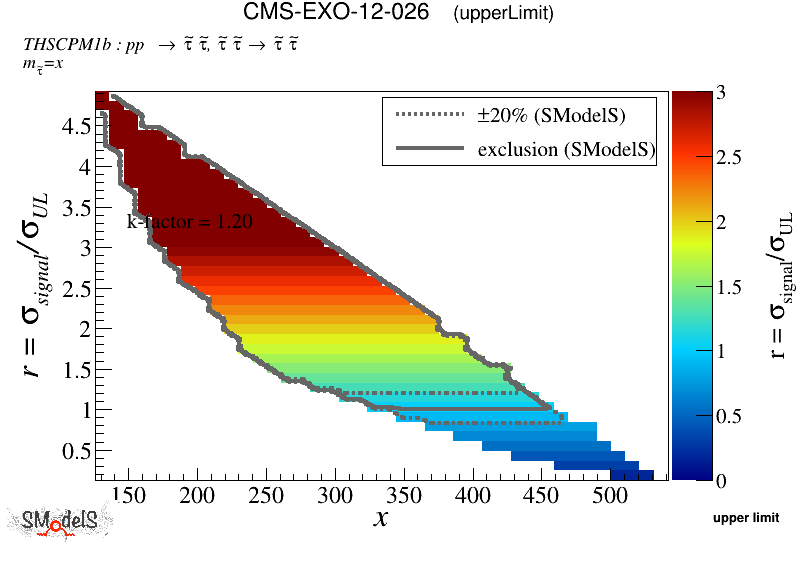 CMS-EXO-12-026 (upperLimit)
THSCPM1b : pp → τ̃ τ̃, τ̃ τ̃ → τ̃ τ̃
m_τ̃=x
±20% (SModelS)
exclusion (SModelS)
k-factor = 1.20
r = σ_signal/σ_UL
4.5
4
3.5
3
2.5
2
1.5
1
0.5
150 200 250 300 350 400 450 500
x
3
2.5
2
1.5
1
0.5
0
r = σ_signal/σ_UL
SModelS
upper limit